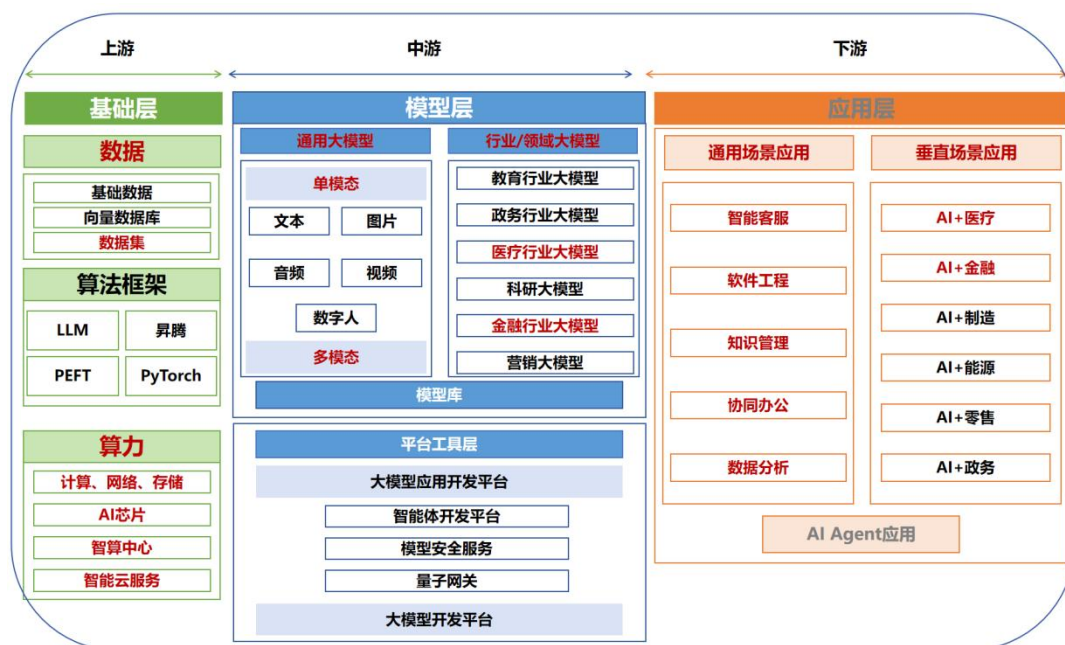 上游
中游
下游
基础层
数据
基础数据
向量数据库
数据集
算法框架
LLM
昇腾
PEFT
PyTorch
算力
计算、网络、存储
AI芯片
智算中心
智能云服务
模型层
通用大模型
单模态
文本
图片
音频
视频
数字人
多模态
行业/领域大模型
教育行业大模型
政务行业大模型
医疗行业大模型
科研大模型
金融行业大模型
营销大模型
模型库
平台工具层
大模型应用开发平台
智能体开发平台
模型安全服务
量子网关
大模型开发平台
应用层
通用场景应用
智能客服
软件工程
知识管理
协同办公
数据分析
垂直场景应用
AI+医疗
AI+金融
AI+制造
AI+能源
AI+零售
AI+政务
AI Agent应用